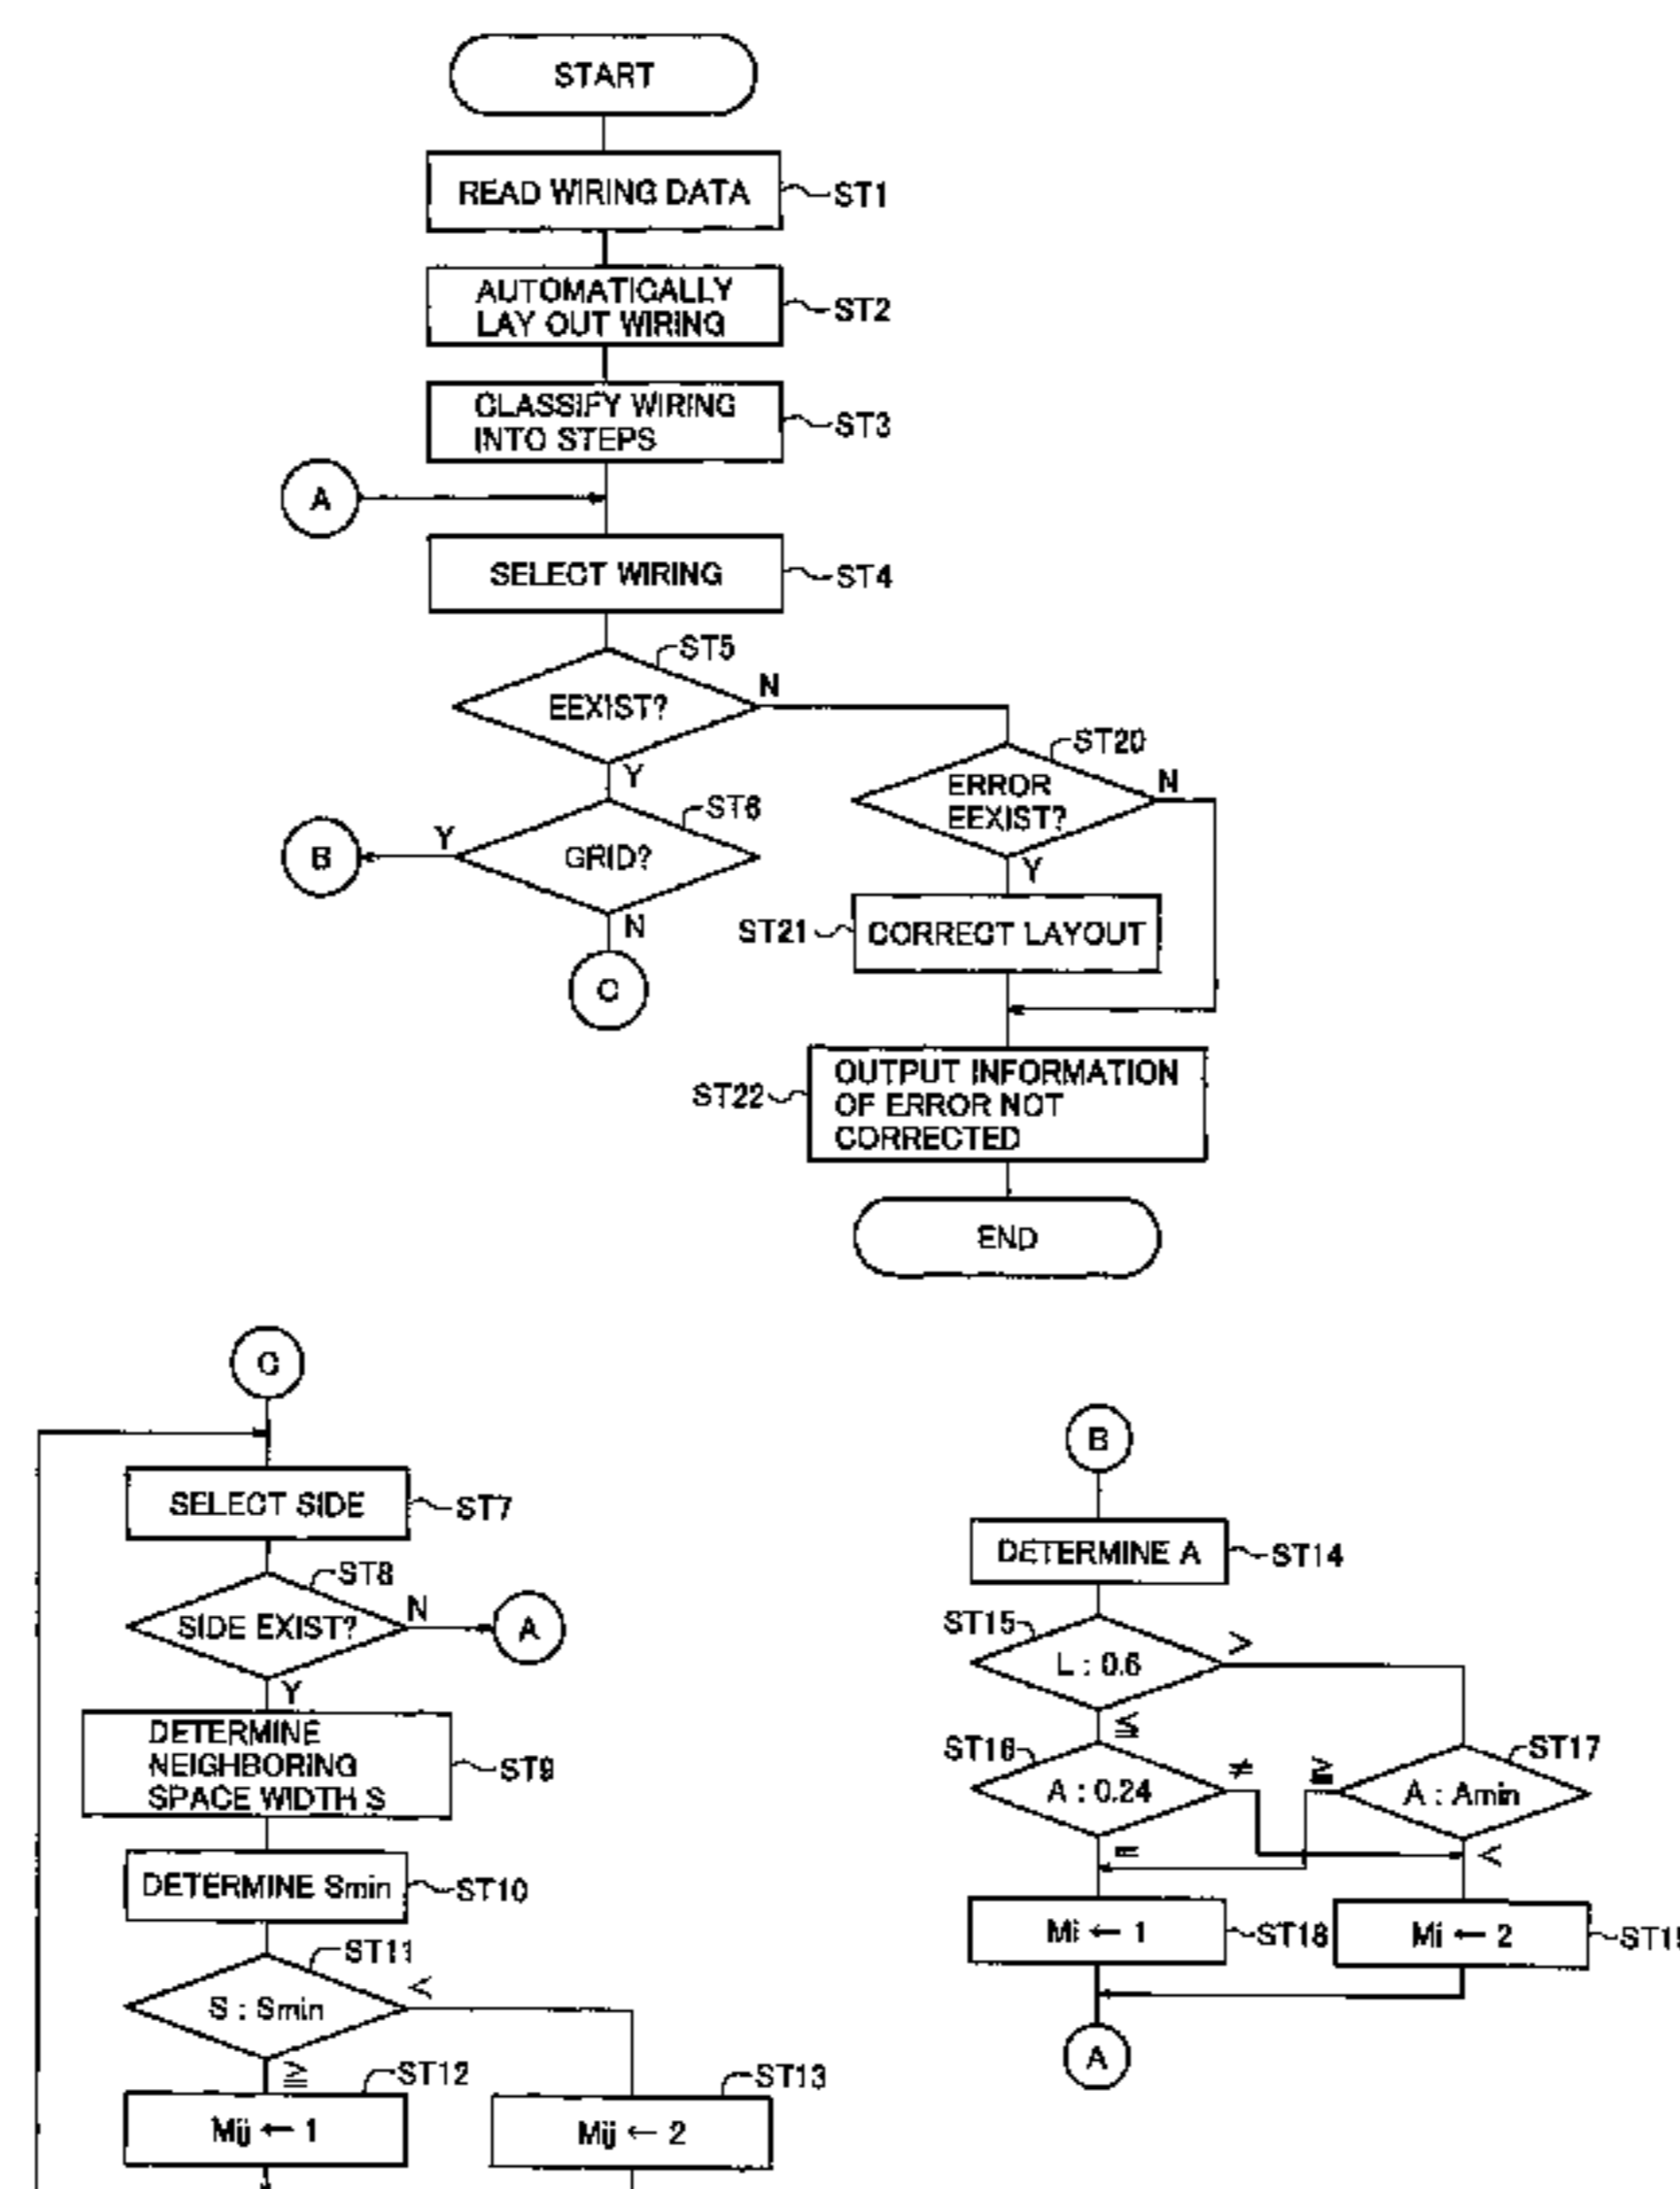 START
READ WIRING DATA
ST1
AUTOMATICALLY
LAY OUT WIRING
ST2
CLASSIFY WIRING
INTO STEPS
ST3
A
SELECT WIRING
ST4
ST5
EEXIST?
N
Y
ST20
ERROR
EEXIST?
N
Y
ST6
GRID?
Y
B
N
C
ST21
CORRECT LAYOUT
ST22
OUTPUT INFORMATION
OF ERROR NOT
CORRECTED
END
C
SELECT SIDE
ST7
ST8
SIDE EXIST?
N
A
Y
DETERMINE
NEIGHBORING
SPACE WIDTH S
ST9
DETERMINE Smin
ST10
ST11
S : Smin
<
≧
ST12
Mij ← 1
ST13
Mij ← 2
B
DETERMINE A
ST14
ST15
L : 0.6
>
≦
ST16
A : 0.24
≠
=
ST17
A : Amin
≧
<
Mi ← 1
ST18
Mi ← 2
A